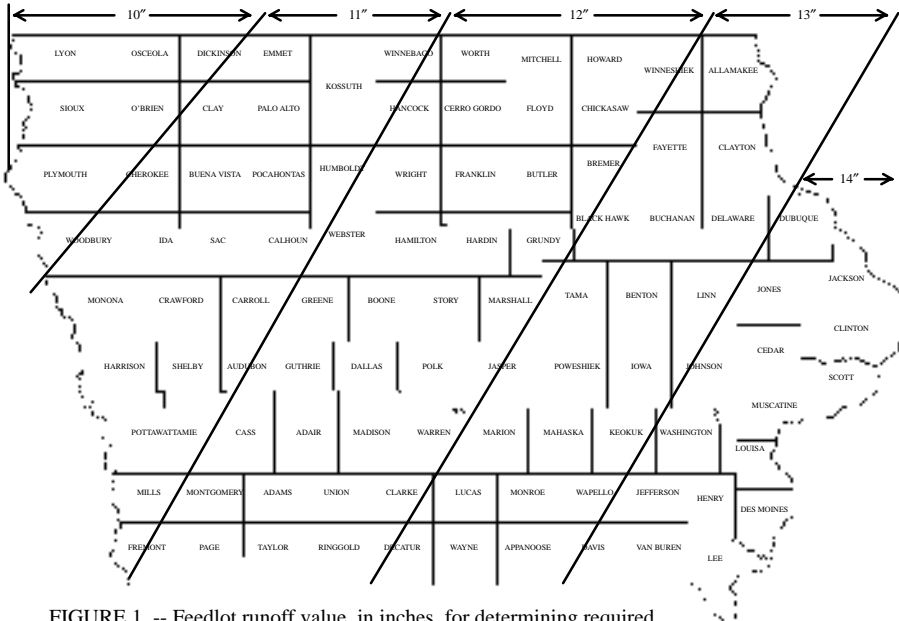 10″ 11″ 12″ 13″
LYON OSCEOLA DICKINSON EMMET WINNEBAGO WORTH MITCHELL HOWARD WINNESHIEK ALLAMAKEE
KOSSUTH
SIOUX O'BRIEN CLAY PALO ALTO HANCOCK CERRO GORDO FLOYD CHICKASAW
FAYETTE CLAYTON
PLYMOUTH CHEROKEE BUENA VISTA POCAHONTAS HUMBOLDT WRIGHT FRANKLIN BUTLER BREMER
14″
BLACK HAWK BUCHANAN DELAWARE DUBUQUE
WOODBURY IDA SAC CALHOUN WEBSTER HAMILTON HARDIN GRUNDY
JACKSON
MONONA CRAWFORD CARROLL GREENE BOONE STORY MARSHALL TAMA BENTON LINN JONES
CLINTON
CEDAR
HARRISON SHELBY AUDUBON GUTHRIE DALLAS POLK JASPER POWESHIEK IOWA JOHNSON
SCOTT
MUSCATINE
POTTAWATTAMIE CASS ADAIR MADISON WARREN MARION MAHASKA KEOKUK WASHINGTON
LOUISA
MILLS MONTGOMERY ADAMS UNION CLARKE LUCAS MONROE WAPELLO JEFFERSON HENRY
DES MOINES
FREMONT PAGE TAYLOR RINGGOLD DECATUR WAYNE APPANOOSE DAVIS VAN BUREN
LEE
FIGURE 1. -- Feedlot runoff value, in inches, for determining required